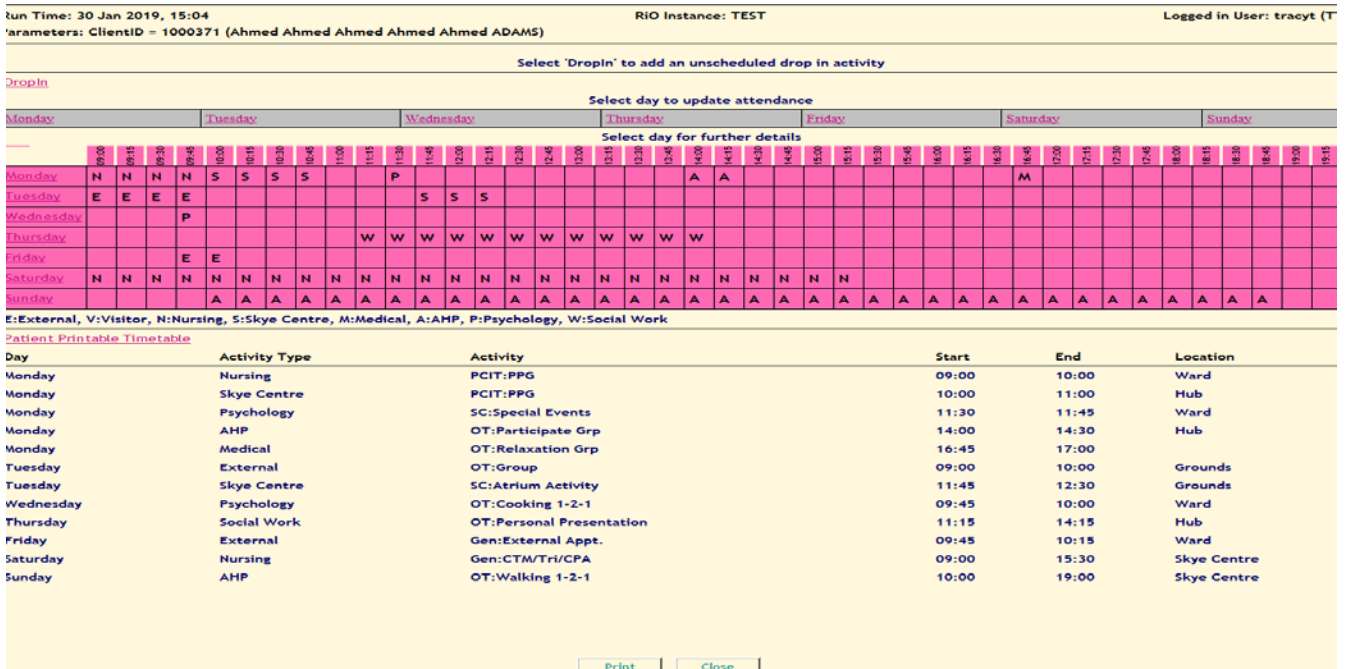 Run Time: 30 Jan 2019, 15:04 RiO Instance: TEST Logged in User: tracyt (T
Parameters: ClientID = 1000371 (Ahmed Ahmed Ahmed Ahmed Ahmed ADAMS)
Select 'DropIn' to add an unscheduled drop in activity
DropIn
Select day to update attendance
Monday Tuesday Wednesday Thursday Friday Saturday Sunday
Select day for further details
09:00 09:15 09:30 09:45 10:00 10:15 10:30 10:45 11:00 11:15 11:30 11:45 12:00 12:15 12:30 12:45 13:00 13:15 13:30 13:45 14:00 14:15 14:30 14:45 15:00 15:15 15:30 15:45 16:00 16:15 16:30 16:45 17:00 17:15 17:30 17:45 18:00 18:15 18:30 18:45 19:00 19:15
Monday N N N N S S S S P A A M
Tuesday E E E E S S S
Wednesday P
Thursday W W W W W W W W W W W W
Friday E E
Saturday N N N N N N N N N N N N N N N N N N N N N N N N N N
Sunday A A A A A A A A A A A A A A A A A A A A A A A A A A A A A A A A A A A A
E:External, V:Visitor, N:Nursing, S:Skye Centre, M:Medical, A:AHP, P:Psychology, W:Social Work
Patient Printable Timetable
Day Activity Type Activity Start End Location
Monday Nursing PCIT:PPG 09:00 10:00 Ward
Monday Skye Centre PCIT:PPG 10:00 11:00 Hub
Monday Psychology SC:Special Events 11:30 11:45 Ward
Monday AHP OT:Participate Grp 14:00 14:30 Hub
Monday Medical OT:Relaxation Grp 16:45 17:00
Tuesday External OT:Group 09:00 10:00 Grounds
Tuesday Skye Centre SC:Atrium Activity 11:45 12:30 Grounds
Wednesday Psychology OT:Cooking 1-2-1 09:45 10:00 Ward
Thursday Social Work OT:Personal Presentation 11:15 14:15 Hub
Friday External Gen:External Appt. 09:45 10:15 Ward
Saturday Nursing Gen:CTM/Tri/CPA 09:00 15:30 Skye Centre
Sunday AHP OT:Walking 1-2-1 10:00 19:00 Skye Centre
Print Close